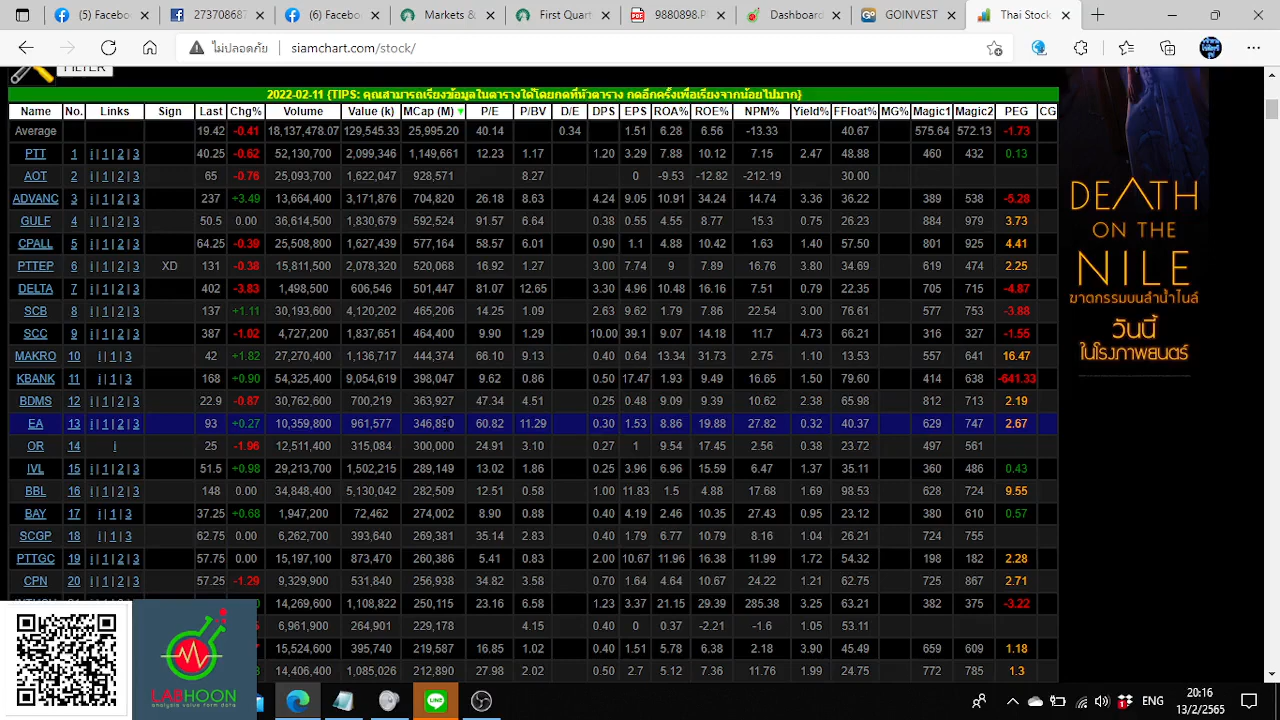 27370868
(5) Facebook
(6) Faceboo
Markets &
First Quart
9880898.P
Dashboard
GOINVEST
Thai Stock
ไม่ปลอดภัย siamchart.com/stock/
FILTER
2022-02-11 {TIPS: คุณสามารถเรียงข้อมูลในตารางได้โดยกดที่หัวตาราง กดอีกครั้งเพื่อเรียงจากน้อยไปมาก}
Name No. Links Sign Last Chg% Volume Value (k) MCap (M) P/E P/BV D/E DPS EPS ROA% ROE% NPM% Yield% FFloat% MG% Magic1 Magic2 PEG CG
Average 19.42 -0.41 18,137,478.07 129,545.33 25,995.20 40.14 0.34 1.51 6.28 6.56 -13.33 40.67 575.64 572.13 -1.73
PTT 1 i | 1 | 2 | 3 40.25 -0.62 52,130,700 2,099,346 1,149,661 12.23 1.17 1.20 3.29 7.88 10.12 7.15 2.47 48.88 460 432 0.13
AOT 2 i | 1 | 2 | 3 65 -0.76 25,093,700 1,622,047 928,571 8.27 0 -9.53 -12.82 -212.19 30.00
ADVANC 3 i | 1 | 2 | 3 237 +3.49 13,664,400 3,171,876 704,820 26.18 8.63 4.24 9.05 10.91 34.24 14.74 3.36 36.22 389 538 -5.28
GULF 4 i | 1 | 2 | 3 50.5 0.00 36,614,500 1,830,679 592,524 91.57 6.64 0.38 0.55 4.55 8.77 15.3 0.75 26.23 884 979 3.73
CPALL 5 i | 1 | 2 | 3 64.25 -0.39 25,508,800 1,627,439 577,164 58.57 6.01 0.90 1.1 4.88 10.42 1.63 1.40 57.50 801 925 4.41
PTTEP 6 i | 1 | 2 | 3 XD 131 -0.38 15,811,500 2,078,320 520,068 16.92 1.27 3.00 7.74 9 7.89 16.76 3.80 34.69 619 474 2.25
DELTA 7 i | 1 | 2 | 3 402 -3.83 1,498,500 606,546 501,447 81.07 12.65 3.30 4.96 10.48 16.16 7.51 0.79 22.35 705 715 -4.87
SCB 8 i | 1 | 2 | 3 137 +1.11 30,193,600 4,126,202 465,206 14.25 1.09 2.63 9.62 1.79 7.86 22.54 3.00 76.61 577 753 -3.88
SCC 9 i | 1 | 2 | 3 387 -1.02 4,727,200 1,837,651 464,400 9.90 1.29 10.00 39.1 9.07 14.18 11.7 4.73 66.21 316 327 -1.55
MAKRO 10 i | 1 | 3 42 +1.82 27,270,400 1,136,717 444,374 66.10 9.13 0.40 0.64 13.34 31.73 2.75 1.10 13.53 557 641 16.47
KBANK 11 i | 1 | 3 168 +0.90 54,325,400 9,054,619 398,047 9.62 0.86 0.50 17.47 1.93 9.49 16.65 1.50 79.60 414 638 -641.33
BDMS 12 i | 1 | 2 | 3 22.9 -0.87 30,762,600 700,219 363,927 47.34 4.51 0.25 0.48 9.09 9.39 10.62 2.38 65.98 812 713 2.19
EA 13 i | 1 | 2 | 3 93 +0.27 10,359,800 961,577 346,890 60.82 11.29 0.30 1.53 8.86 19.88 27.82 0.32 40.37 629 747 2.67
OR 14 i 25 -1.96 12,511,400 315,084 300,000 24.91 3.10 0.27 1 9.54 17.45 2.56 0.38 23.72 497 561
IVL 15 i | 1 | 2 | 3 51.5 +0.98 29,213,700 1,502,215 289,149 13.02 1.86 0.25 3.96 6.96 15.59 6.47 1.37 35.11 360 486 0.43
BBL 16 i | 1 | 2 | 3 148 0.00 34,848,400 5,130,042 282,509 12.51 0.58 1.00 11.83 1.5 4.88 17.68 1.69 98.53 628 724 9.55
BAY 17 i | 1 | 3 37.25 +0.68 1,947,200 72,462 274,002 8.90 0.88 0.40 4.19 2.46 10.35 27.43 0.95 23.12 380 610 0.57
SCGP 18 i | 1 | 3 62.75 0.00 6,262,700 393,640 269,381 35.14 2.83 0.40 1.79 6.77 10.79 8.16 1.04 26.21 724 755
PTTGC 19 i | 1 | 2 | 3 57.75 0.00 15,197,100 873,470 260,386 5.41 0.83 2.00 10.67 11.96 16.38 11.99 1.72 54.32 198 182 2.28
CPN 20 i | 1 | 2 | 3 57.25 -1.29 9,329,900 531,840 256,938 34.82 3.58 0.70 1.64 4.64 10.67 24.22 1.21 62.75 725 867 2.71
14,269,600 1,108,822 250,115 23.16 6.58 1.23 3.37 21.15 29.39 285.38 3.25 63.21 382 375 -3.22
6,961,900 264,901 229,178 4.15 0.40 0 0.37 -2.21 -1.6 1.05 53.11
15,524,600 395,740 219,587 16.85 1.02 0.40 1.51 5.78 6.38 2.18 3.90 45.49 659 609 1.18
14,406,400 1,085,026 212,890 27.98 2.02 0.50 2.7 5.12 7.36 11.76 1.99 24.75 772 785 1.3
DEATH
ON THE
NILE
ฆาตกรรมบนลำน้ำไนล์
วันนี้
ในโรงภาพยนตร์
LABHOON
analysis value form data
ENG
20:16
13/2/2565